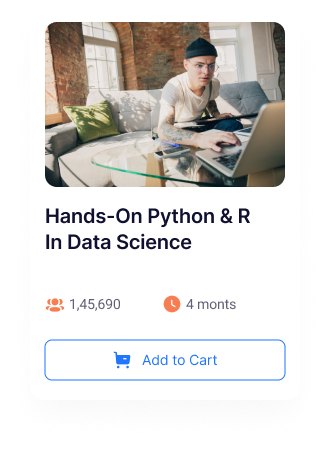 Hands-On Python & R
In Data Science
1,45,690
4 monts
Add to Cart